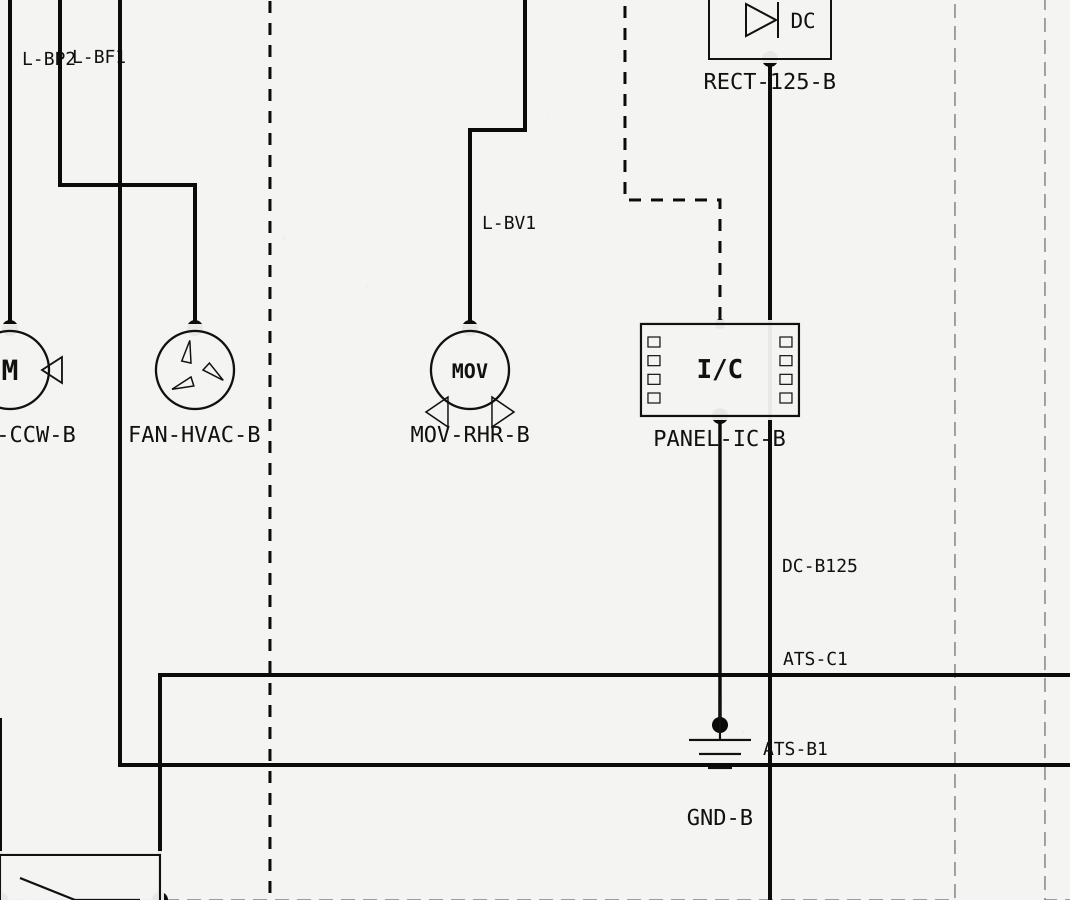 DC
L-BP2
L-BF1
RECT-125-B
L-BV1
M
MOV
I/C
-CCW-B
FAN-HVAC-B
MOV-RHR-B
PANEL-IC-B
DC-B125
ATS-C1
ATS-B1
GND-B